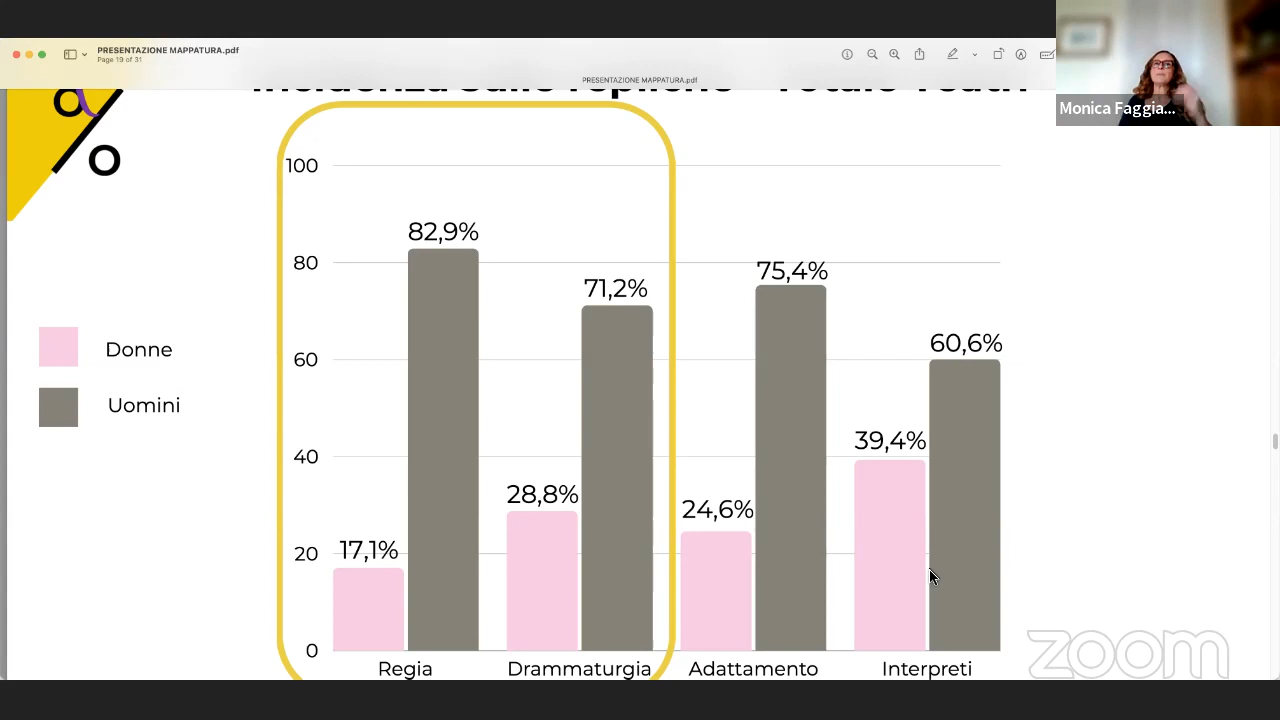 PRESENTAZIONE MAPPATURA.pdf
Page 19 of 31
PRESENTAZIONE MAPPATURA.pdf
Monica Faggia...
%
100
80
60
40
20
0
82,9%
71,2%
75,4%
60,6%
39,4%
28,8%
24,6%
17,1%
Donne
Uomini
Regia
Drammaturgia
Adattamento
Interpreti
zoom